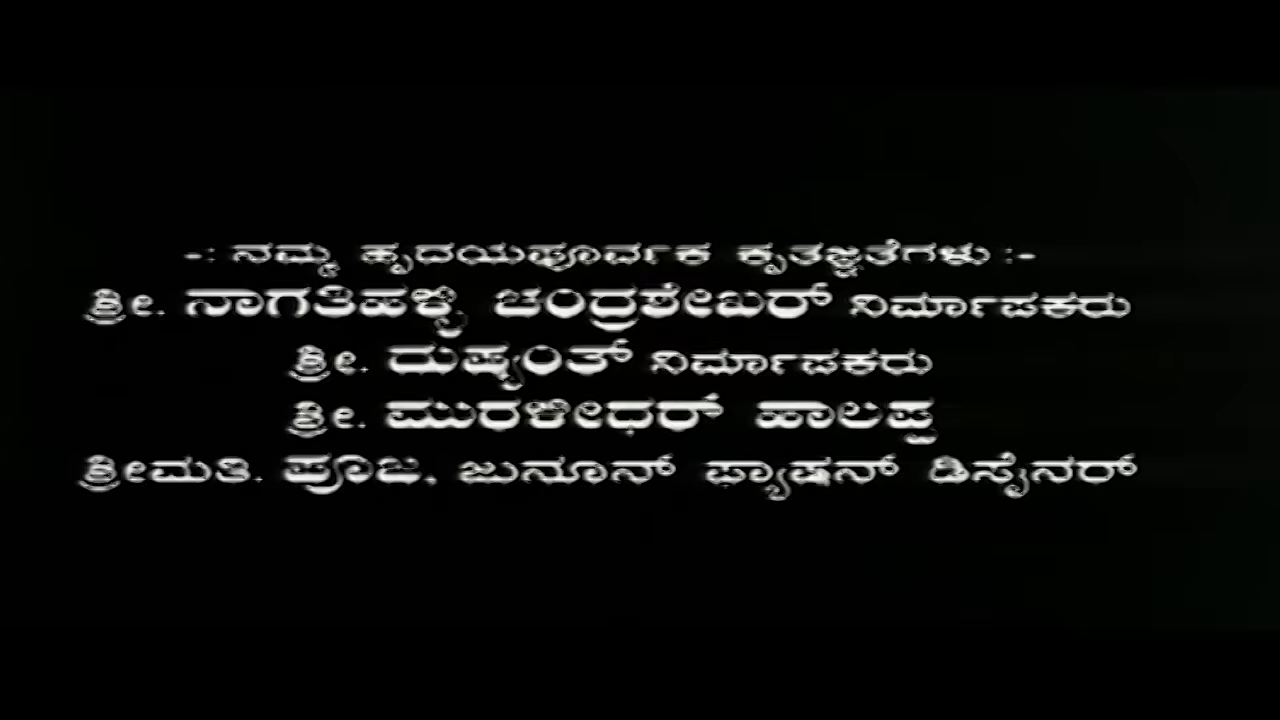 -: ನಮ್ಮ ಹೃದಯಪೂರ್ವಕ ಕೃತಜ್ಞತೆಗಳು :-
ಶ್ರೀ. ನಾಗತಿಹಳ್ಳಿ ಚಂದ್ರಶೇಖರ್ ನಿರ್ಮಾಪಕರು
ಶ್ರೀ. ರುಷ್ಯಂತ್ ನಿರ್ಮಾಪಕರು
ಶ್ರೀ. ಮುರಳೀಧರ್ ಹಾಲಪ್ಪ
ಶ್ರೀಮತಿ. ಪೂಜ, ಜುನೂನ್ ಫ್ಯಾಷನ್ ಡಿಸೈನರ್